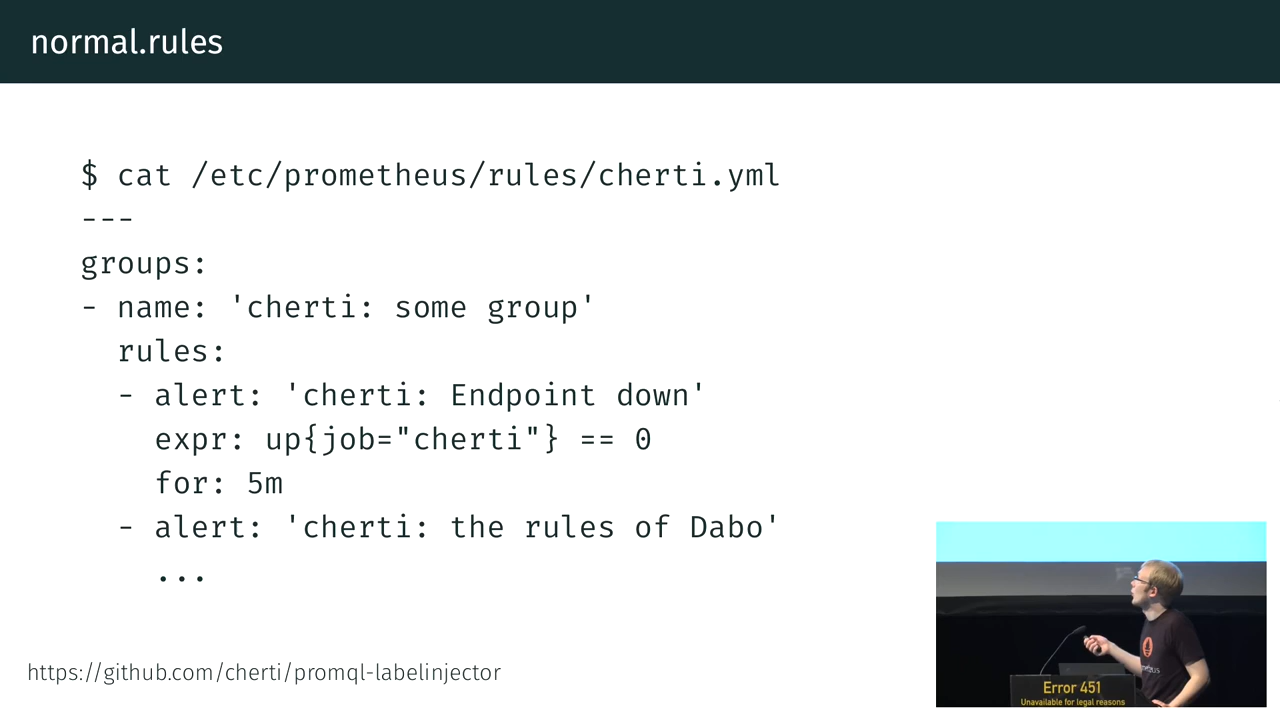 normal.rules
$ cat /etc/prometheus/rules/cherti.yml
---
groups:
- name: 'cherti: some group'
  rules:
  - alert: 'cherti: Endpoint down'
    expr: up{job="cherti"} == 0
    for: 5m
  - alert: 'cherti: the rules of Dabo'
    ...
https://github.com/cherti/promql-labelinjector
Error 451
Unavailable for legal reasons